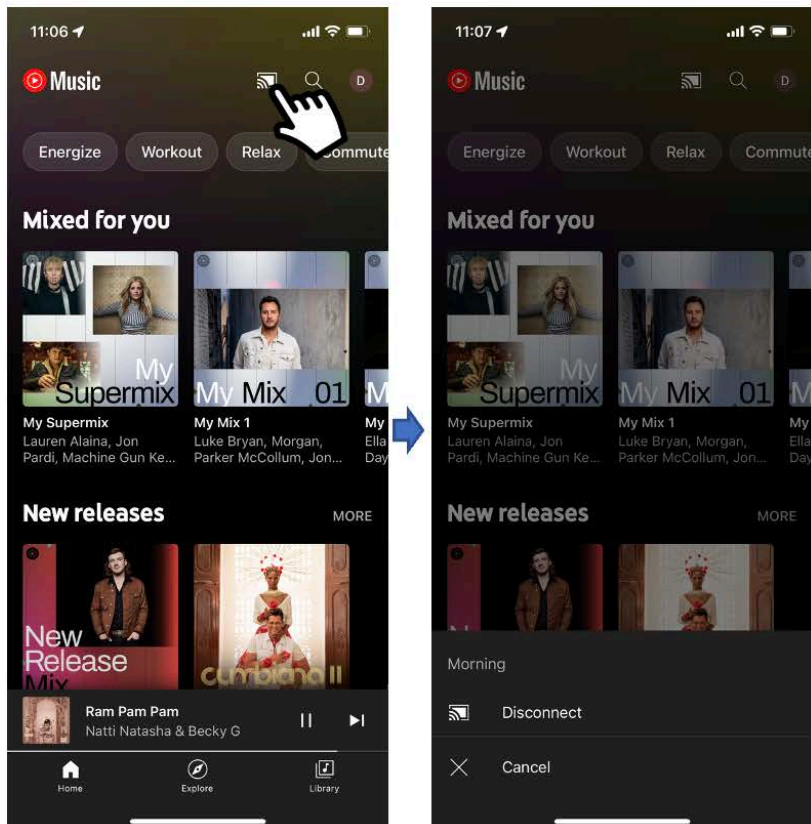 11:06
Music
D
Energize
Workout
Relax
Commute
Mixed for you
My
Supermix
My Mix 01
M
My Supermix
Lauren Alaina, Jon
Pardi, Machine Gun Ke...
My Mix 1
Luke Bryan, Morgan,
Parker McCollum, Jon...
My
Ella
Day
New releases
MORE
New
Release
Mix
cumbiana II
Ram Pam Pam
Natti Natasha & Becky G
Home
Explore
Library
11:07
Music
D
Energize
Workout
Relax
Commute
Mixed for you
My
Supermix
My Mix 01
M
My Supermix
Lauren Alaina, Jon
Pardi, Machine Gun Ke...
My Mix 1
Luke Bryan, Morgan,
Parker McCollum, Jon...
My
Ella
Day
New releases
MORE
Morning
Disconnect
Cancel